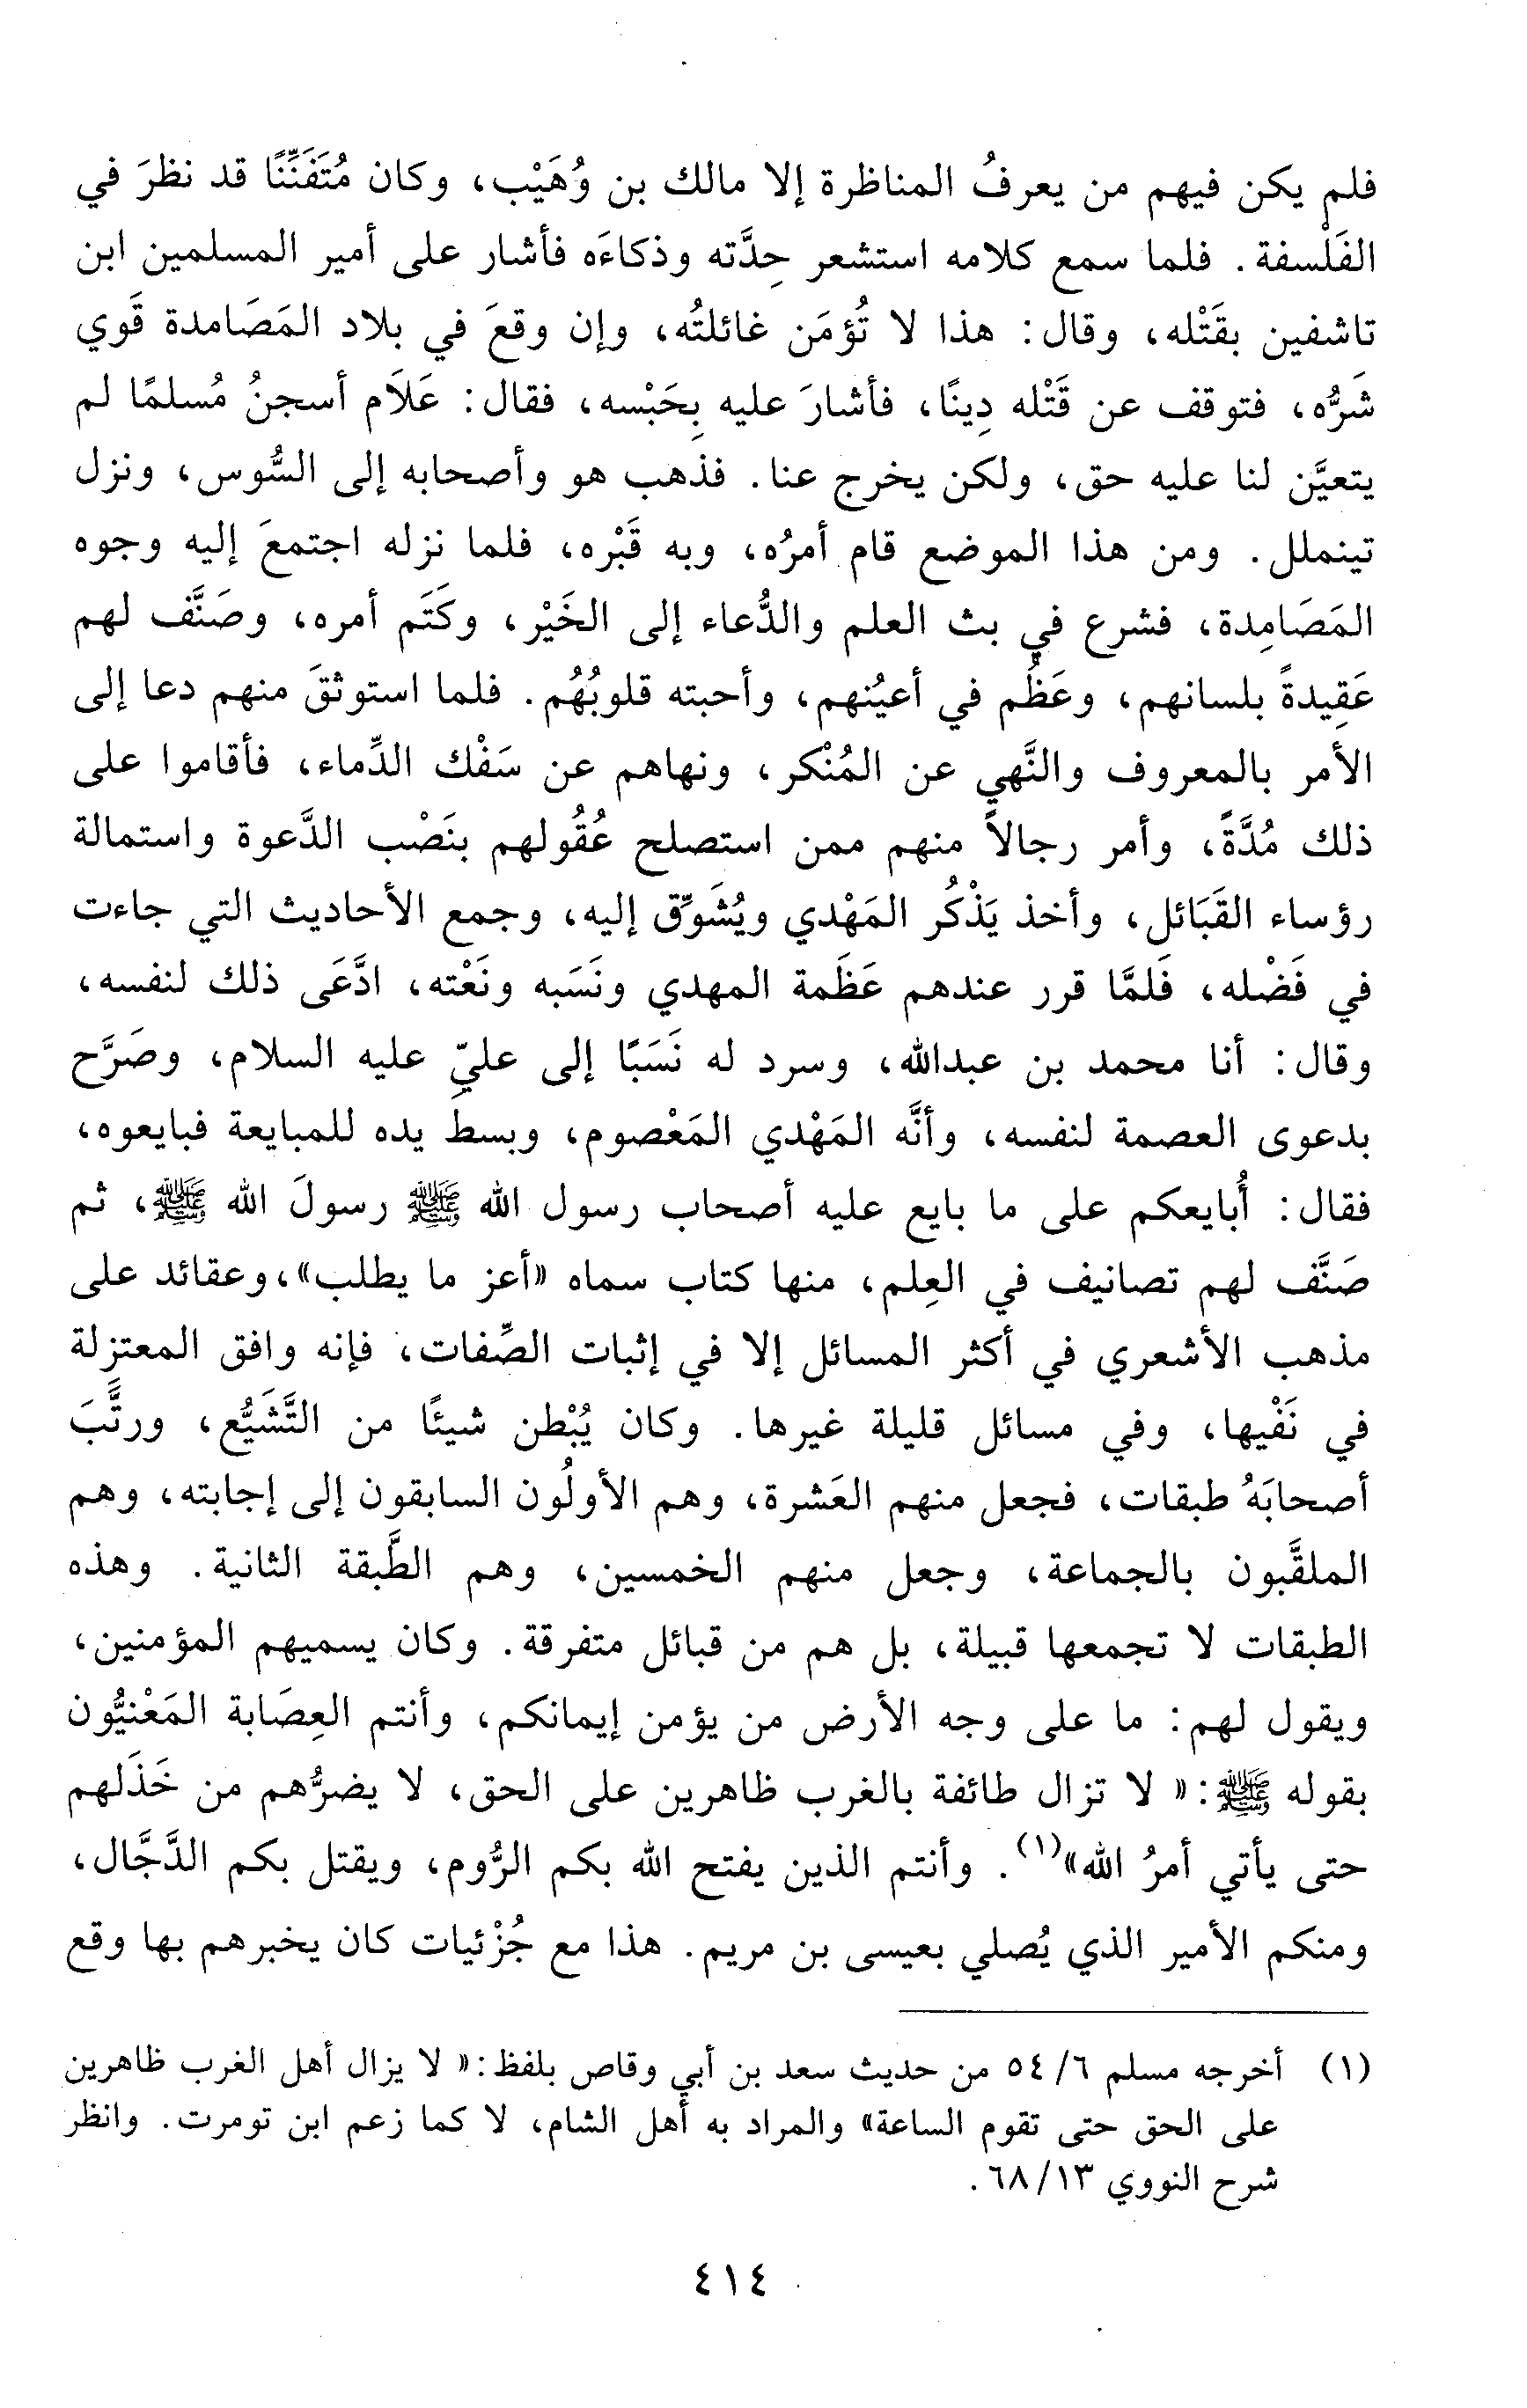 فلم يكن فيهم من يعرفُ المناظرة إلا مالك بن وُهَيْب، وكان مُتَفَنِّنًا قد نظرَ في
الفَلْسفة. فلما سمع كلامه استشعر حِدَّته وذكاءَه فأشار على أمير المسلمين ابن
تاشفين بقَتْله، وقال: هذا لا تُؤمَن غائلتُه، وإن وقعَ في بلاد المَصَامدة قَوي
شَرُّه، فتوقف عن قَتْله دِينًا، فأشارَ عليه بِحَبْسه، فقال: عَلَام أسجنُ مُسلمًا لم
يتعيَّن لنا عليه حق، ولكن يخرج عنا. فذهب هو وأصحابه إلى السُّوس، ونزل
تينملل. ومن هذا الموضع قام أمرُه، وبه قَبْره، فلما نزله اجتمعَ إليه وجوه
المَصَامِدة، فشرع في بث العلم والدُّعاء إلى الخَيْر، وكَتَم أمره، وصَنَّف لهم
عَقِيدةً بلسانهم، وعَظُم في أعيُنهم، وأحبته قلوبُهُم. فلما استوثقَ منهم دعا إلى
الأمر بالمعروف والنَّهي عن المُنْكر، ونهاهم عن سَفْك الدِّماء، فأقاموا على
ذلك مُدَّةً، وأمر رجالاً منهم ممن استصلح عُقُولهم بنَصْب الدَّعوة واستمالة
رؤساء القَبَائل، وأخذ يَذْكُر المَهْدي ويُشَوِّق إليه، وجمع الأحاديث التي جاءت
في فَضْله، فَلمَّا قرر عندهم عَظَمة المهدي ونَسَبه ونَعْته، ادَّعَى ذلك لنفسه،
وقال: أنا محمد بن عبدالله، وسرد له نَسَبًا إلى عليّ عليه السلام، وصَرَّح
بدعوى العصمة لنفسه، وأنَّه المَهْدي المَعْصوم، وبسط يده للمبايعة فبايعوه،
فقال: أُبايعكم على ما بايع عليه أصحاب رسول الله ﷺ رسولَ الله ﷺ، ثم
صَنَّف لهم تصانيف في العِلم، منها كتاب سماه «أعز ما يطلب»، وعقائد على
مذهب الأشعري في أكثر المسائل إلا في إثبات الصِّفات، فإنه وافق المعتزلة
في نَفْيها، وفي مسائل قليلة غيرها. وكان يُبْطن شيئًا من التَّشَيُّع، ورتَّبَ
أصحابَهُ طبقات، فجعل منهم العَشرة، وهم الأولُون السابقون إلى إجابته، وهم
الملقَّبون بالجماعة، وجعل منهم الخمسين، وهم الطَّبقة الثانية. وهذه
الطبقات لا تجمعها قبيلة، بل هم من قبائل متفرقة. وكان يسميهم المؤمنين،
ويقول لهم: ما على وجه الأرض من يؤمن إيمانكم، وأنتم العِصَابة المَعْنيُّون
بقوله ﷺ: « لا تزال طائفة بالغرب ظاهرين على الحق، لا يضرُّهم من خَذَلهم
حتى يأتي أمرُ الله»(١). وأنتم الذين يفتح الله بكم الرُّوم، ويقتل بكم الدَّجَّال،
ومنكم الأمير الذي يُصلي بعيسى بن مريم. هذا مع جُزْئيات كان يخبرهم بها وقع
(١) أخرجه مسلم ٦/ ٥٤ من حديث سعد بن أبي وقاص بلفظ: « لا يزال أهل الغرب ظاهرين
على الحق حتى تقوم الساعة» والمراد به أهل الشام، لا كما زعم ابن تومرت. وانظر
شرح النووي ١٣/ ٦٨.
٤١٤